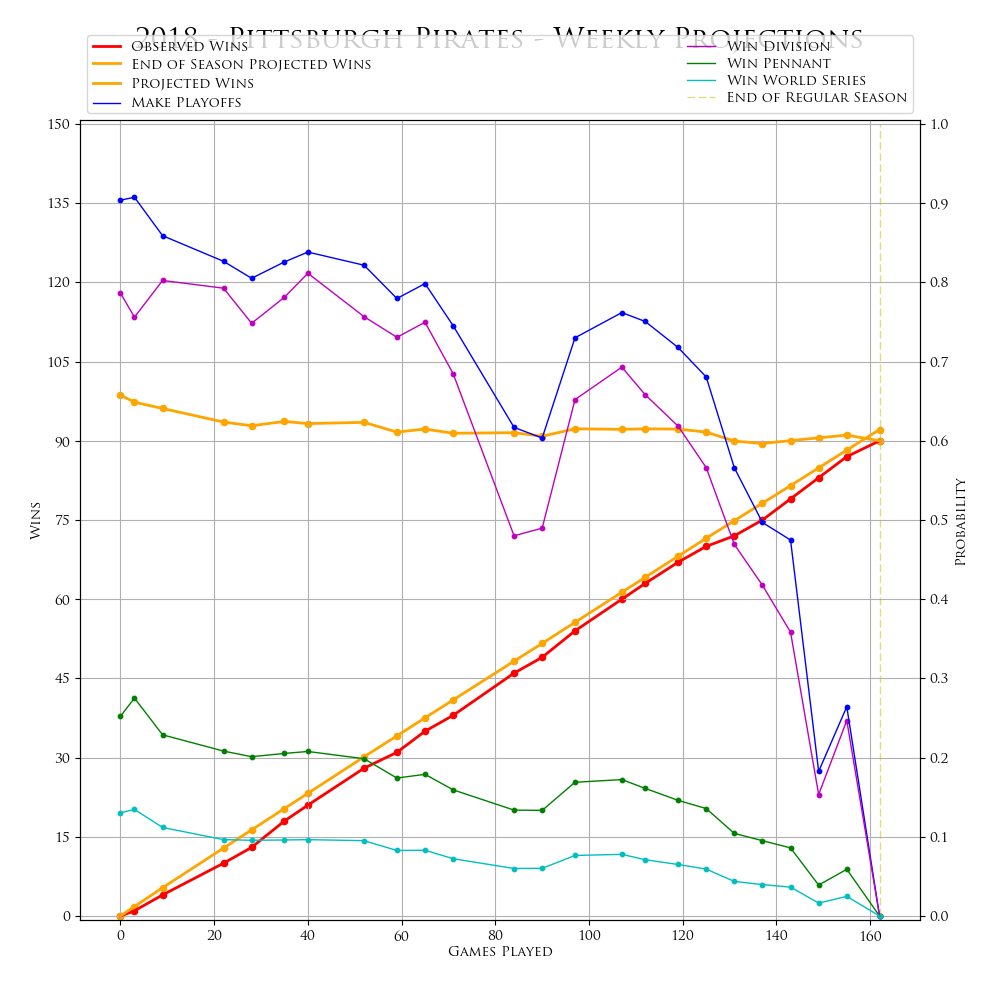 2018 - Pittsburgh Pirates - Weekly Projections
Observed Wins
End of Season Projected Wins
Projected Wins
Make Playoffs
Win Division
Win Pennant
Win World Series
End of Regular Season
150
135
120
105
90
75
60
45
30
15
0
Wins
1.0
0.9
0.8
0.7
0.6
0.5
0.4
0.3
0.2
0.1
0.0
Probability
0 20 40 60 80 100 120 140 160
Games Played